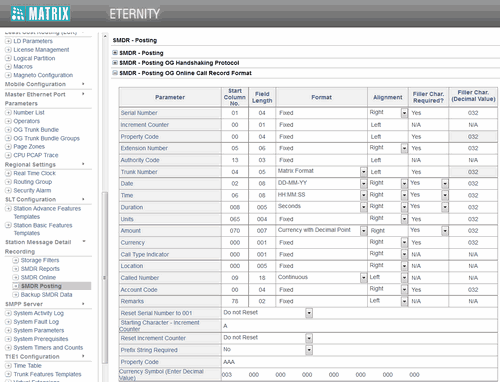 MATRIX
ETERNITY
LD Parameters
License Management
Logical Partition
Macros
Magneto Configuration
Mobile Configuration
Master Ethernet Port
Parameters
Number List
Operators
OG Trunk Bundle
OG Trunk Bundle Groups
Page Zones
CPU PCAP Trace
Regional Settings
Real Time Clock
Routing Group
Security Alarm
SLT Configuration
Station Advance Features
Templates
Station Basic Features
Templates
Station Message Detail
Recording
Storage Filters
SMDR Reports
SMDR Online
SMDR Posting
Backup SMDR Data
SMPP Server
System Activity Log
System Fault Log
System Parameters
System Prerequisites
System Timers and Counts
T1E1 Configuration
Time Table
Trunk Features Templates
SMDR - Posting
SMDR - Posting
SMDR - Posting OG Handshaking Protocol
SMDR - Posting OG Online Call Record Format
Parameter Start Column No. Field Length Format Alignment Filler Char. Required? Filler Char. (Decimal Value)
Serial Number 01 04 Fixed Right Yes 032
Increment Counter 00 01 Fixed Left N/A N/A
Property Code 00 04 Fixed Left Yes 032
Extension Number 05 06 Fixed Right Yes 032
Authority Code 13 03 Fixed Left Yes N/A
Trunk Number 04 05 Matrix Format Right Yes 032
Date 02 08 DD-MM-YY Right Yes 032
Time 06 08 HH:MM:SS Right Yes 032
Duration 008 005 Seconds Right Yes 032
Units 065 004 Fixed Right Yes 032
Amount 070 007 Currency with Decimal Point Right Yes 032
Currency 000 001 Fixed Right N/A N/A
Call Type Indicator 000 001 Fixed Right N/A N/A
Location 000 005 Fixed Right N/A N/A
Called Number 09 18 Continuous Left N/A N/A
Account Code 00 04 Fixed Right Yes 032
Remarks 78 02 Fixed Left N/A N/A
Reset Serial Number to 001 Do not Reset
Starting Character - Increment Counter A
Reset Increment Counter Do not Reset
Prefix String Required No
Property Code AAA
Currency Symbol (Enter Decimal Value) 003 000 000 000 000 000 000 000